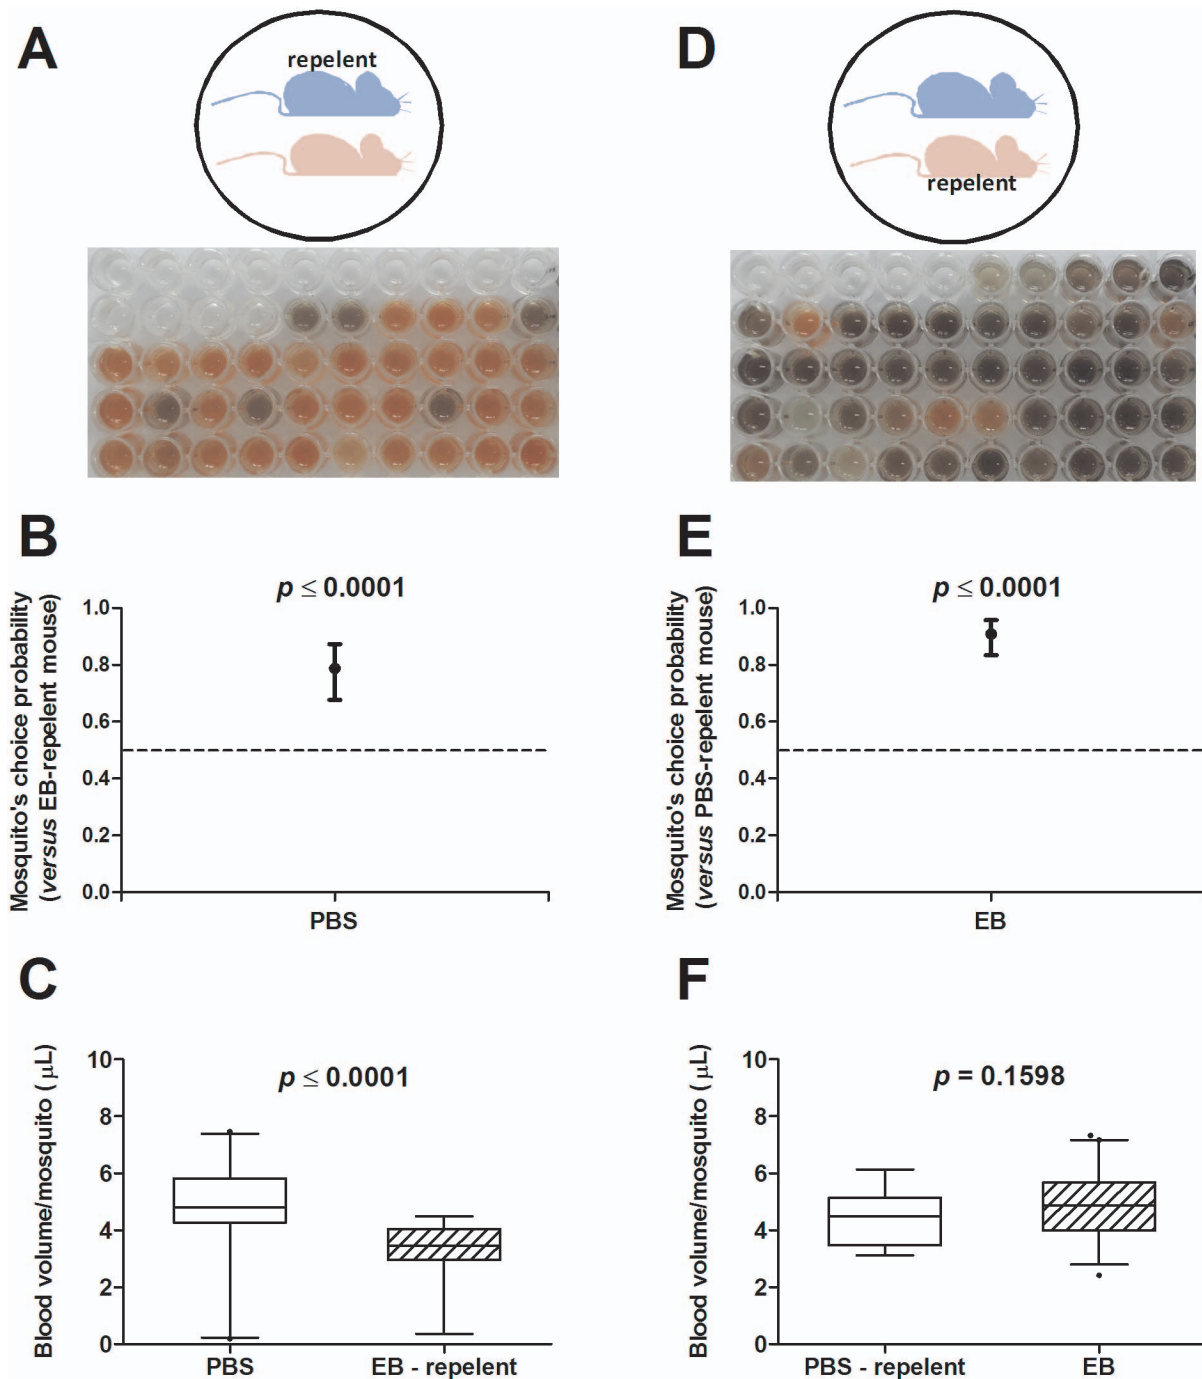 A
repelent
D
repelent
B
p ≤ 0.0001
Mosquito's choice probability
(versus EB-repelent mouse)
1.0
0.8
0.6
0.4
0.2
0.0
PBS
E
p ≤ 0.0001
Mosquito's choice probability
(versus PBS-repelent mouse)
1.0
0.8
0.6
0.4
0.2
0.0
EB
C
p ≤ 0.0001
Blood volume/mosquito ( μL)
10
8
6
4
2
0
PBS
EB - repelent
F
p = 0.1598
Blood volume/mosquito ( μL)
10
8
6
4
2
0
PBS - repelent
EB